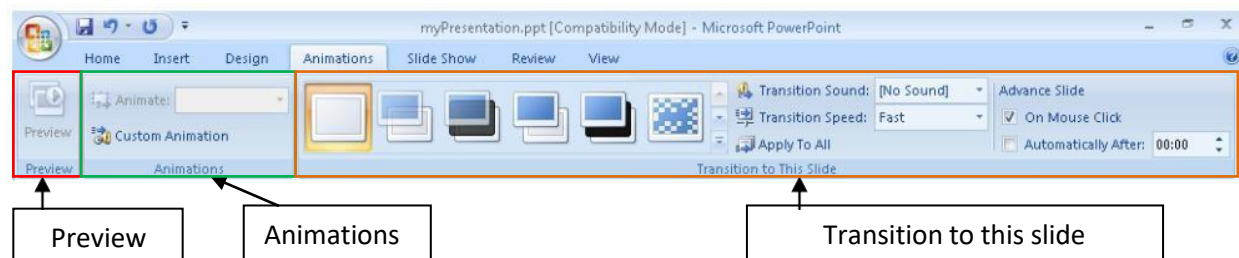 myPresentation.ppt [Compatibility Mode] - Microsoft PowerPoint
Home Insert Design Animations Slide Show Review View
Preview
Animate:
Custom Animation
Transition Sound: [No Sound]
Transition Speed: Fast
Apply To All
Advance Slide
On Mouse Click
Automatically After: 00:00
Preview Animations Transition to This Slide
Preview Animations Transition to this slide